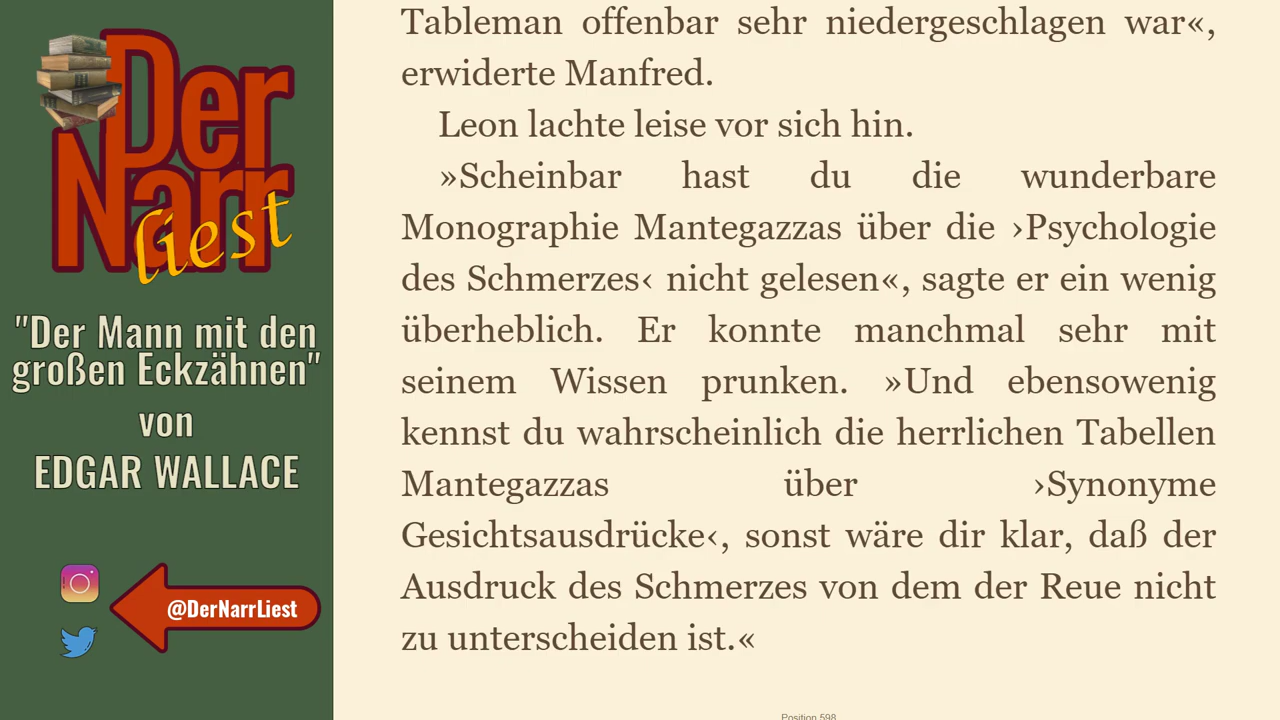 Der
Narr
liest
"Der Mann mit den
großen Eckzähnen"
von
EDGAR WALLACE
@DerNarrLiest
Tableman offenbar sehr niedergeschlagen war«,
erwiderte Manfred.
Leon lachte leise vor sich hin.
»Scheinbar hast du die wunderbare
Monographie Mantegazzas über die ›Psychologie
des Schmerzes‹ nicht gelesen«, sagte er ein wenig
überheblich. Er konnte manchmal sehr mit
seinem Wissen prunken. »Und ebensowenig
kennst du wahrscheinlich die herrlichen Tabellen
Mantegazzas über ›Synonyme
Gesichtsausdrücke‹, sonst wäre dir klar, daß der
Ausdruck des Schmerzes von dem der Reue nicht
zu unterscheiden ist.«
Position 598